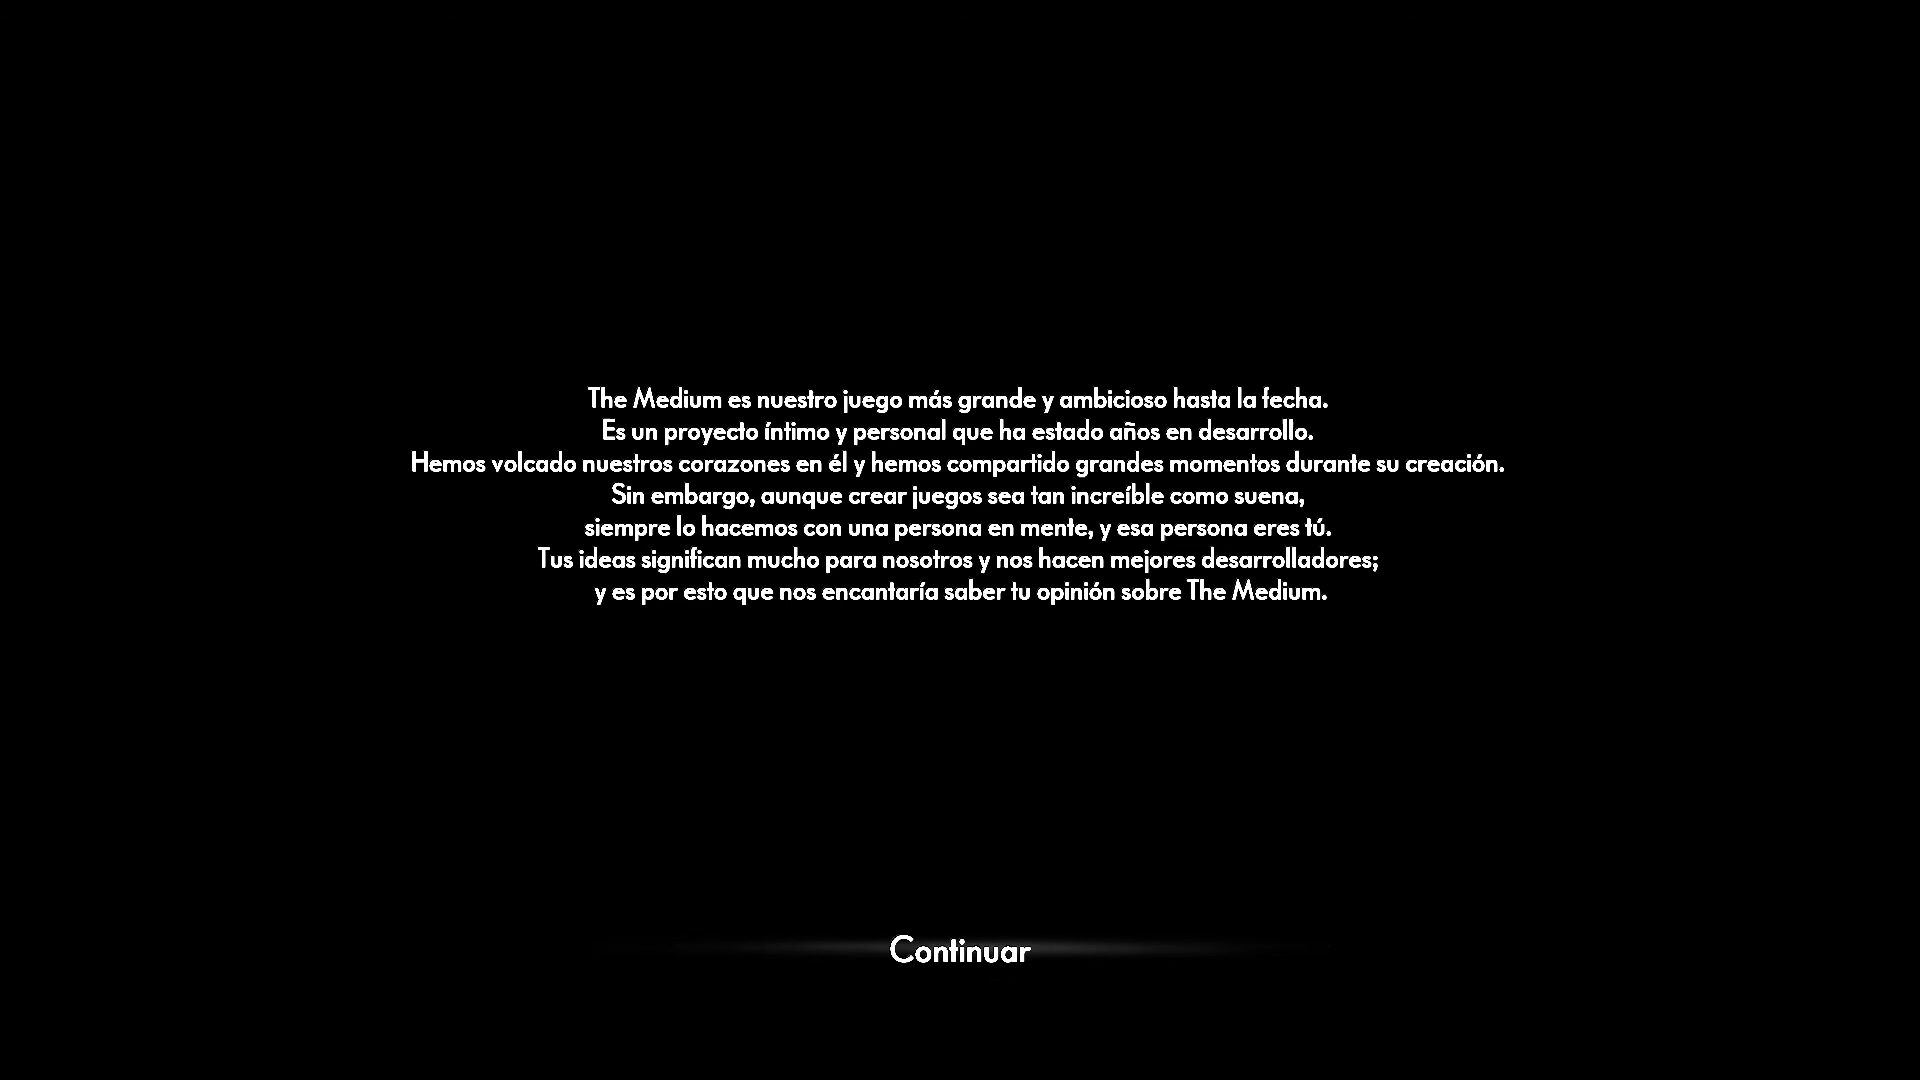 The Medium es nuestro juego más grande y ambicioso hasta la fecha.
Es un proyecto íntimo y personal que ha estado años en desarrollo.
Hemos volcado nuestros corazones en él y hemos compartido grandes momentos durante su creación.
Sin embargo, aunque crear juegos sea tan increíble como suena,
siempre lo hacemos con una persona en mente, y esa persona eres tú.
Tus ideas significan mucho para nosotros y nos hacen mejores desarrolladores;
y es por esto que nos encantaría saber tu opinión sobre The Medium.
Continuar